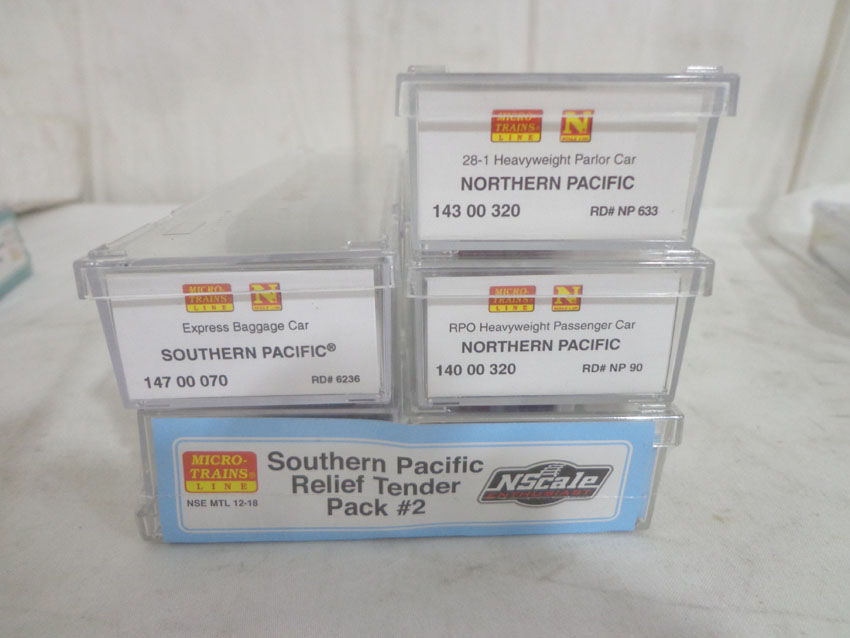 MICRO-
TRAINS®
LINE
N
28-1 Heavyweight Parlor Car
NORTHERN PACIFIC
143 00 320 RD# NP 633
MICRO-
TRAINS®
LINE
N
Express Baggage Car
SOUTHERN PACIFIC®
147 00 070 RD# 6236
MICRO-
TRAINS®
LINE
N
RPO Heavyweight Passenger Car
NORTHERN PACIFIC
140 00 320 RD# NP 90
MICRO-
TRAINS®
LINE
NSE MTL 12-18
Southern Pacific
Relief Tender
Pack #2
NScale
ENTHUSIAST